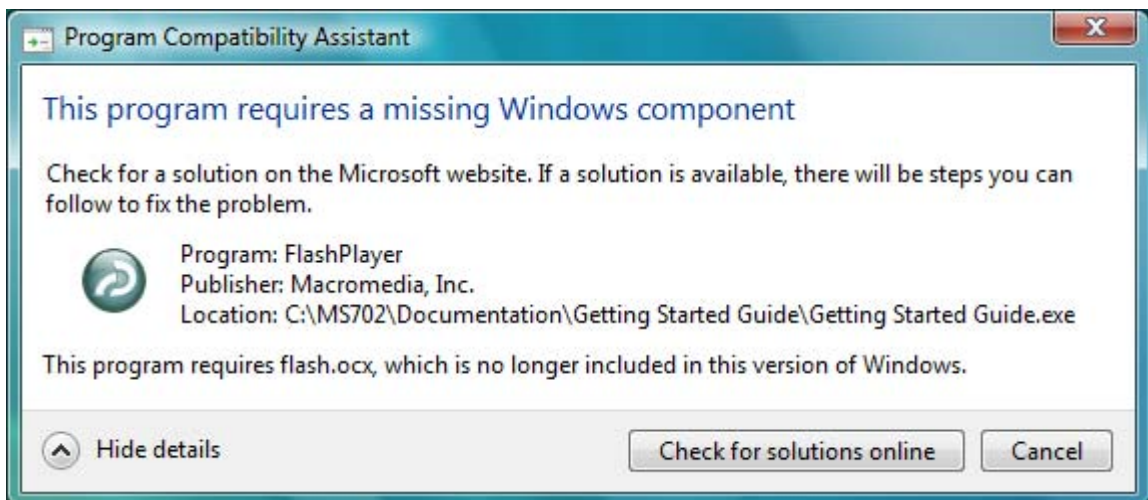 Program Compatibility Assistant
This program requires a missing Windows component
Check for a solution on the Microsoft website. If a solution is available, there will be steps you can
follow to fix the problem.
Program: FlashPlayer
Publisher: Macromedia, Inc.
Location: C:\MS702\Documentation\Getting Started Guide\Getting Started Guide.exe
This program requires flash.ocx, which is no longer included in this version of Windows.
Hide details
Check for solutions online
Cancel